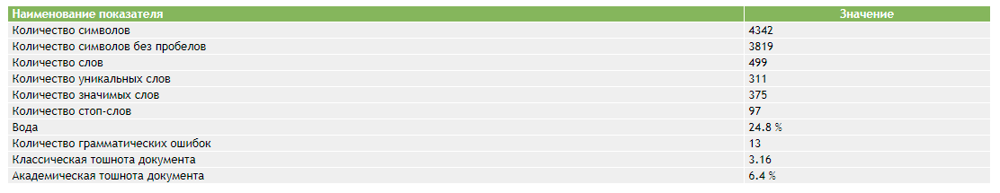 Наименование показателя Значение
Количество символов 4342
Количество символов без пробелов 3819
Количество слов 499
Количество уникальных слов 311
Количество значимых слов 375
Количество стоп-слов 97
Вода 24.8 %
Количество грамматических ошибок 13
Классическая тошнота документа 3.16
Академическая тошнота документа 6.4 %